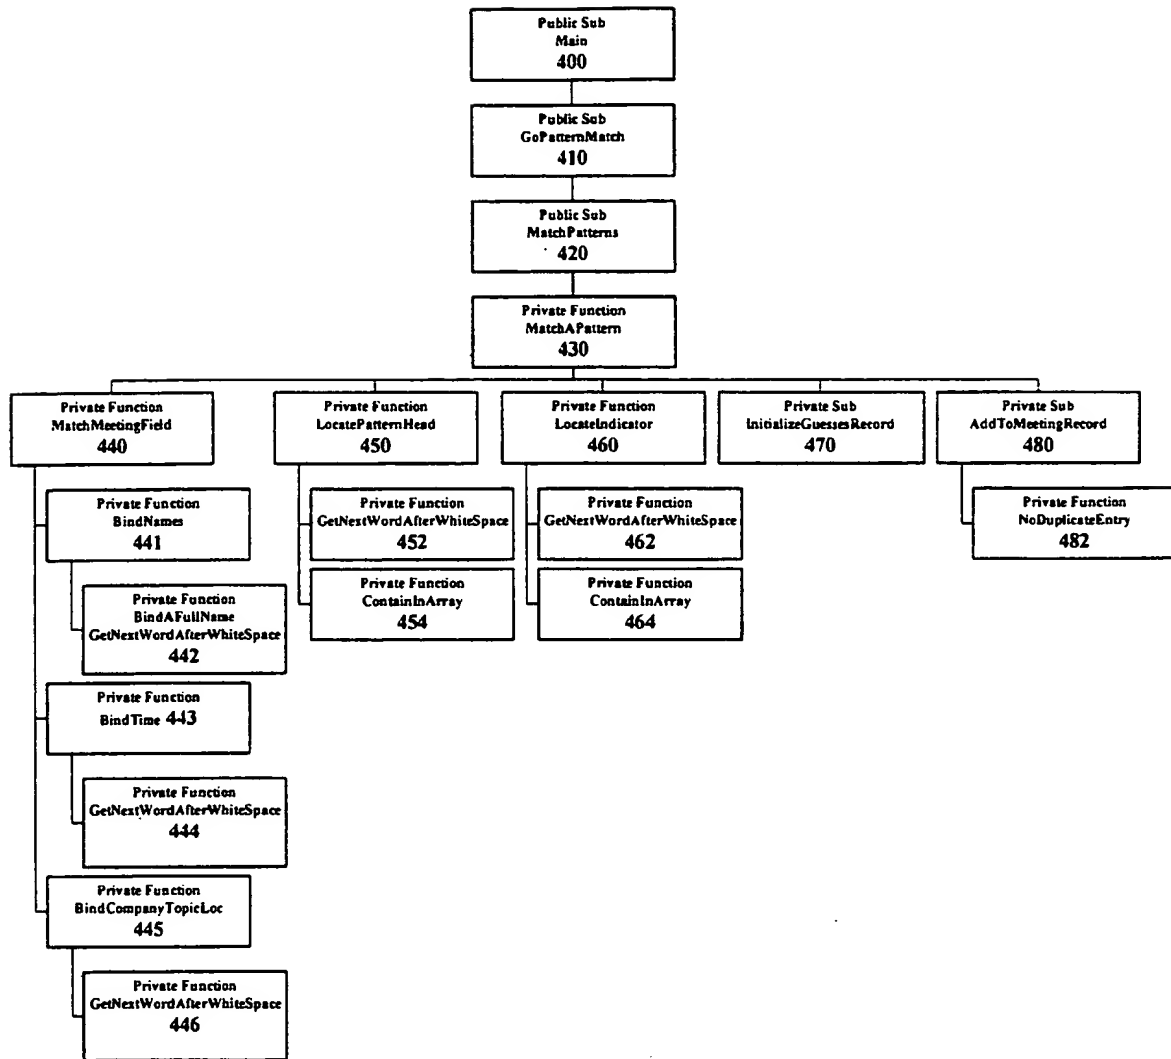 Public Sub
Main
400
Public Sub
GoPatternMatch
410
Public Sub
MatchPatterns
420
Private Function
MatchAPattern
430
Private Function
MatchMeetingField
440
Private Function
LocatePatternHead
450
Private Function
LocateIndicator
460
Private Sub
InitializeGuessesRecord
470
Private Sub
AddToMeetingRecord
480
Private Function
BindNames
441
Private Function
GetNextWordAfterWhiteSpace
452
Private Function
GetNextWordAfterWhiteSpace
462
Private Function
NoDuplicateEntry
482
Private Function
ContainInArray
454
Private Function
ContainInArray
464
Private Function
BindAFullName
GetNextWordAfterWhiteSpace
442
Private Function
BindTime 443
Private Function
GetNextWordAfterWhiteSpace
444
Private Function
BindCompanyTopicLoc
445
Private Function
GetNextWordAfterWhiteSpace
446